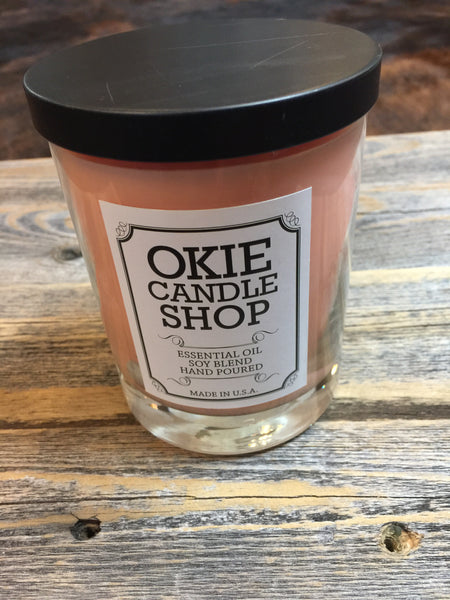 OKIE
CANDLE
SHOP
ESSENTIAL OIL
SOY BLEND
HAND POURED
MADE IN U.S.A.